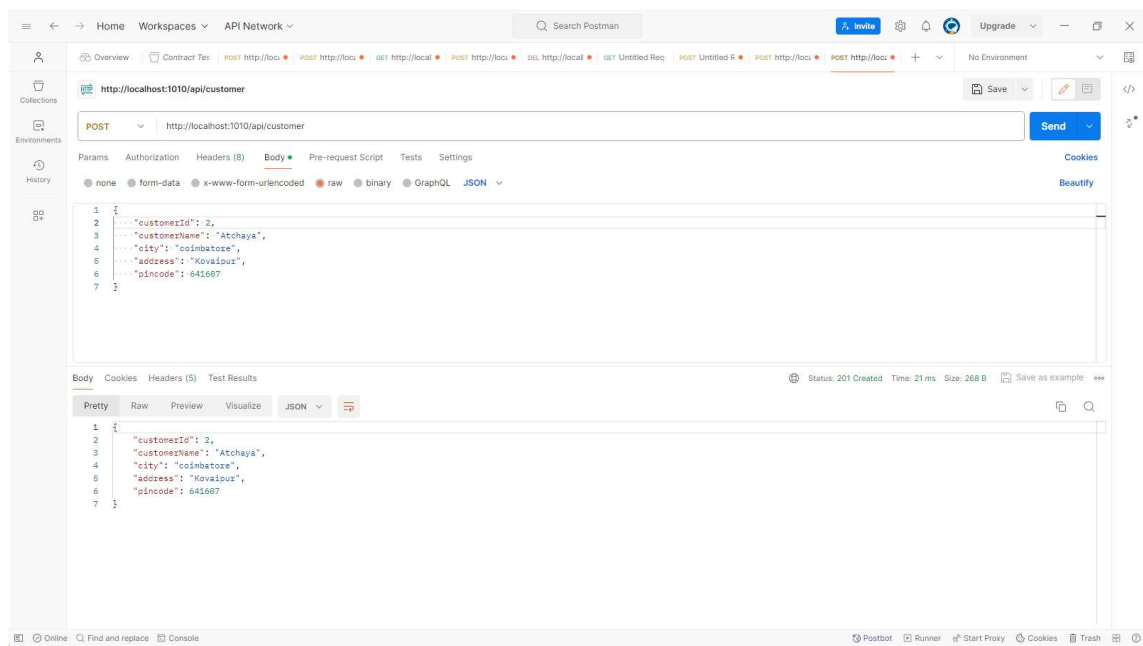 Home Workspaces API Network Search Postman Invite Upgrade
Overview Contract Tes POST http://loca POST http://loca GET http://local POST http://loca DEL http://local GET Untitled Req POST Untitled R POST http://loca POST http://loca No Environment
HTTP http://localhost:1010/api/customer Save
POST http://localhost:1010/api/customer Send
Params Authorization Headers (8) Body Pre-request Script Tests Settings Cookies
none form-data x-www-form-urlencoded raw binary GraphQL JSON Beautify
Collections
Environments
History
1 {
2 "customerId": 2,
3 "customerName": "Atchaya",
4 "city": "coimbatore",
5 "address": "Kovaipur",
6 "pincode": 641607
7 }
Body Cookies Headers (5) Test Results Status: 201 Created Time: 21 ms Size: 268 B Save as example
Pretty Raw Preview Visualize JSON
1 {
2 "customerId": 2,
3 "customerName": "Atchaya",
4 "city": "coimbatore",
5 "address": "Kovaipur",
6 "pincode": 641607
7 }
Online Find and replace Console Postbot Runner Start Proxy Cookies Trash